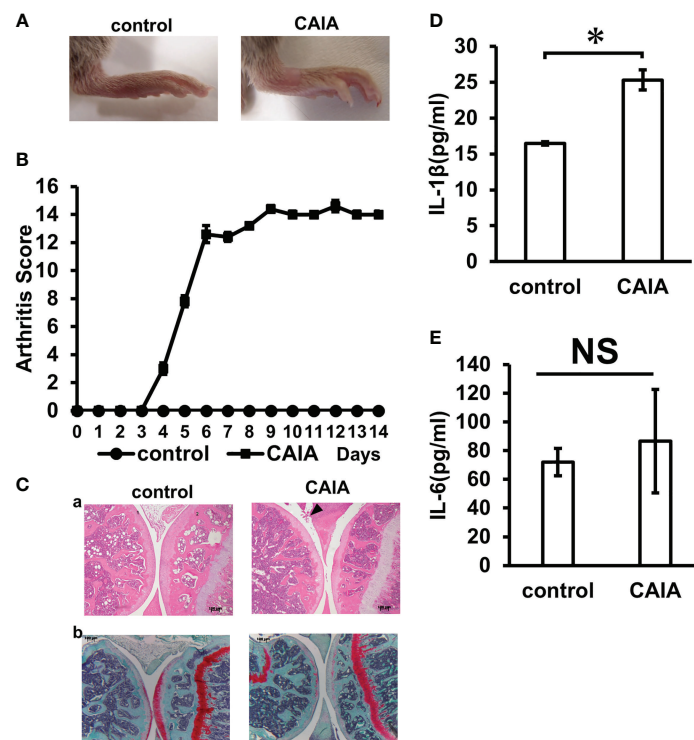 A
control
CAIA
B
Arthritis Score
16
14
12
10
8
6
4
2
0
0 1 2 3 4 5 6 7 8 9 10 11 12 13 14
control CAIA Days
C
control
CAIA
a
b
D
IL-1β(pg/ml)
30
25
20
15
10
5
0
*
control CAIA
E
IL-6(pg/ml)
NS
140
120
100
80
60
40
20
0
control CAIA